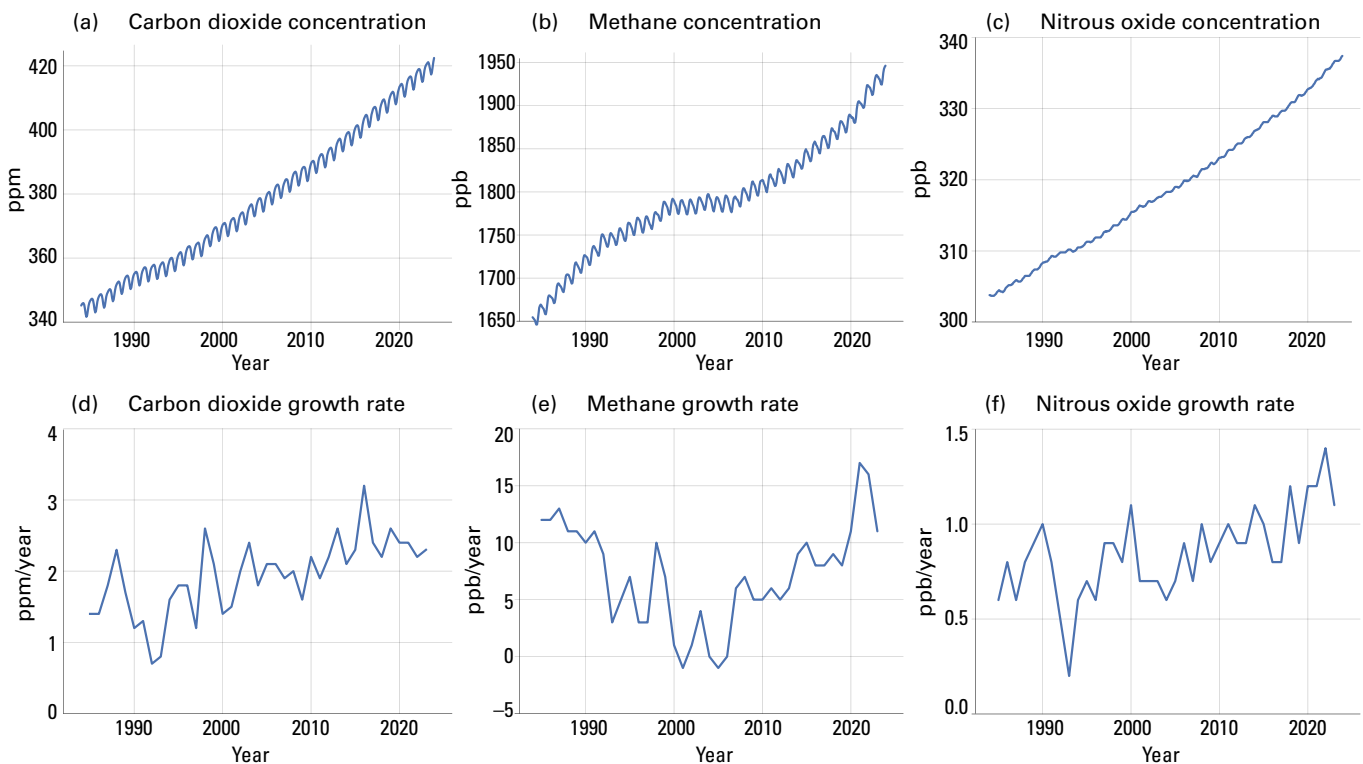 (a) Carbon dioxide concentration
ppm
420
400
380
360
340
1990 2000 2010 2020
Year
(b) Methane concentration
ppb
1950
1900
1850
1800
1750
1700
1650
1990 2000 2010 2020
Year
(c) Nitrous oxide concentration
ppb
340
330
320
310
300
1990 2000 2010 2020
Year
(d) Carbon dioxide growth rate
ppm/year
4
3
2
1
0
1990 2000 2010 2020
Year
(e) Methane growth rate
ppb/year
20
15
10
5
0
–5
1990 2000 2010 2020
Year
(f) Nitrous oxide growth rate
ppb/year
1.5
1.0
0.5
0.0
1990 2000 2010 2020
Year